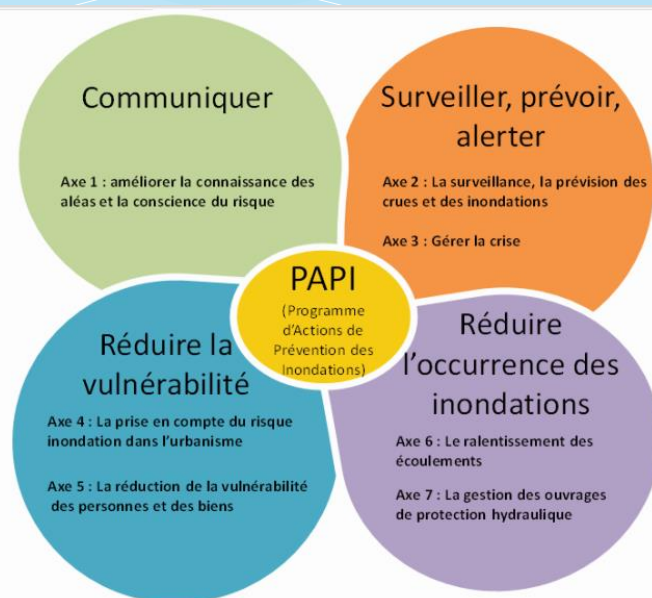 Communiquer
Axe 1 : améliorer la connaissance des
aléas et la conscience du risque
Surveiller, prévoir,
alerter
Axe 2 : La surveillance, la prévision des
crues et des inondations
Axe 3 : Gérer la crise
PAPI
(Programme
d'Actions de
Prévention des
Inondations)
Réduire la
vulnérabilité
Axe 4 : La prise en compte du risque
inondation dans l'urbanisme
Axe 5 : La réduction de la vulnérabilité
des personnes et des biens
Réduire
l'occurrence des
inondations
Axe 6 : Le ralentissement des
écoulements
Axe 7 : La gestion des ouvrages
de protection hydraulique